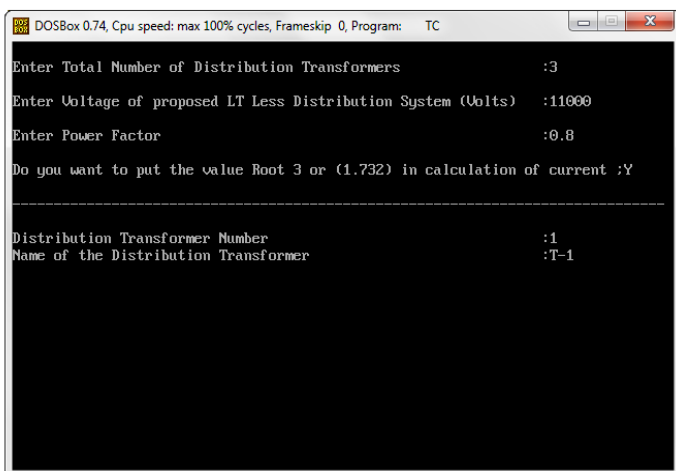 DOS BOX
DOSBox 0.74, Cpu speed: max 100% cycles, Frameskip 0, Program: TC
Enter Total Number of Distribution Transformers :3
Enter Voltage of proposed LT Less Distribution System (Volts) :11000
Enter Power Factor :0.8
Do you want to put the value Root 3 or (1.732) in calculation of current ;Y
Distribution Transformer Number :1
Name of the Distribution Transformer :T-1